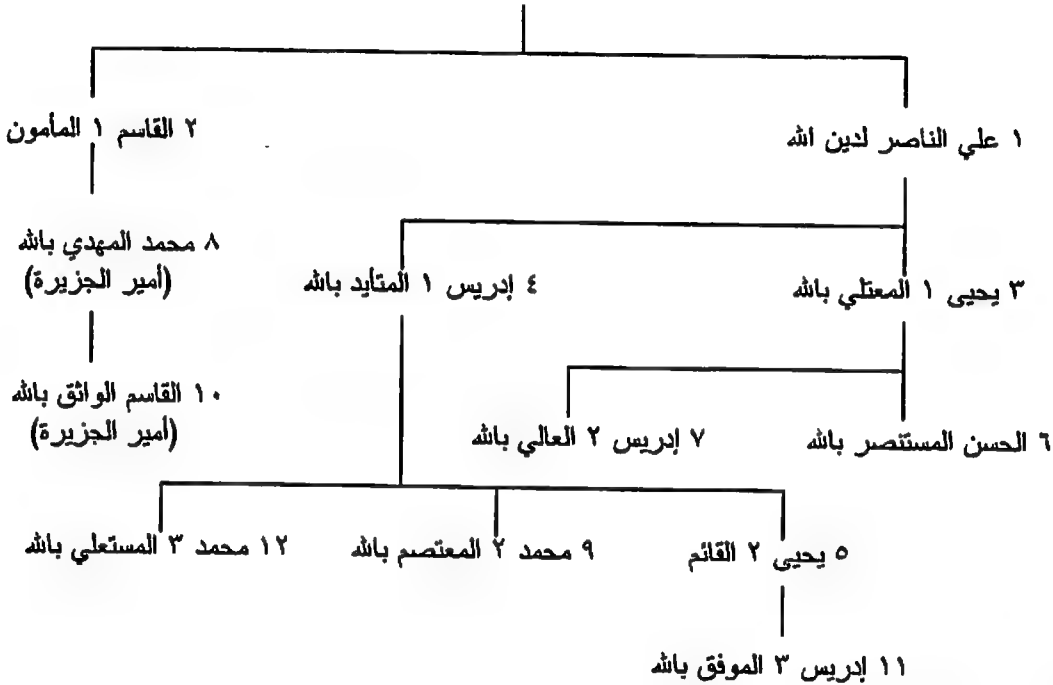 ١ علي الناصر لدين الله
٢ القاسم ١ المأمون
٨ محمد المهدي بالله
(أمير الجزيرة)
٣ يحيى ١ المعتلي بالله
٤ إدريس ١ المتأيد بالله
١٠ القاسم الواثق بالله
(أمير الجزيرة)
٦ الحسن المستنصر بالله
٧ إدريس ٢ العالي بالله
٥ يحيى ٢ القائم
٩ محمد ٢ المعتصم بالله
١٢ محمد ٣ المستعلي بالله
١١ إدريس ٣ الموفق بالله